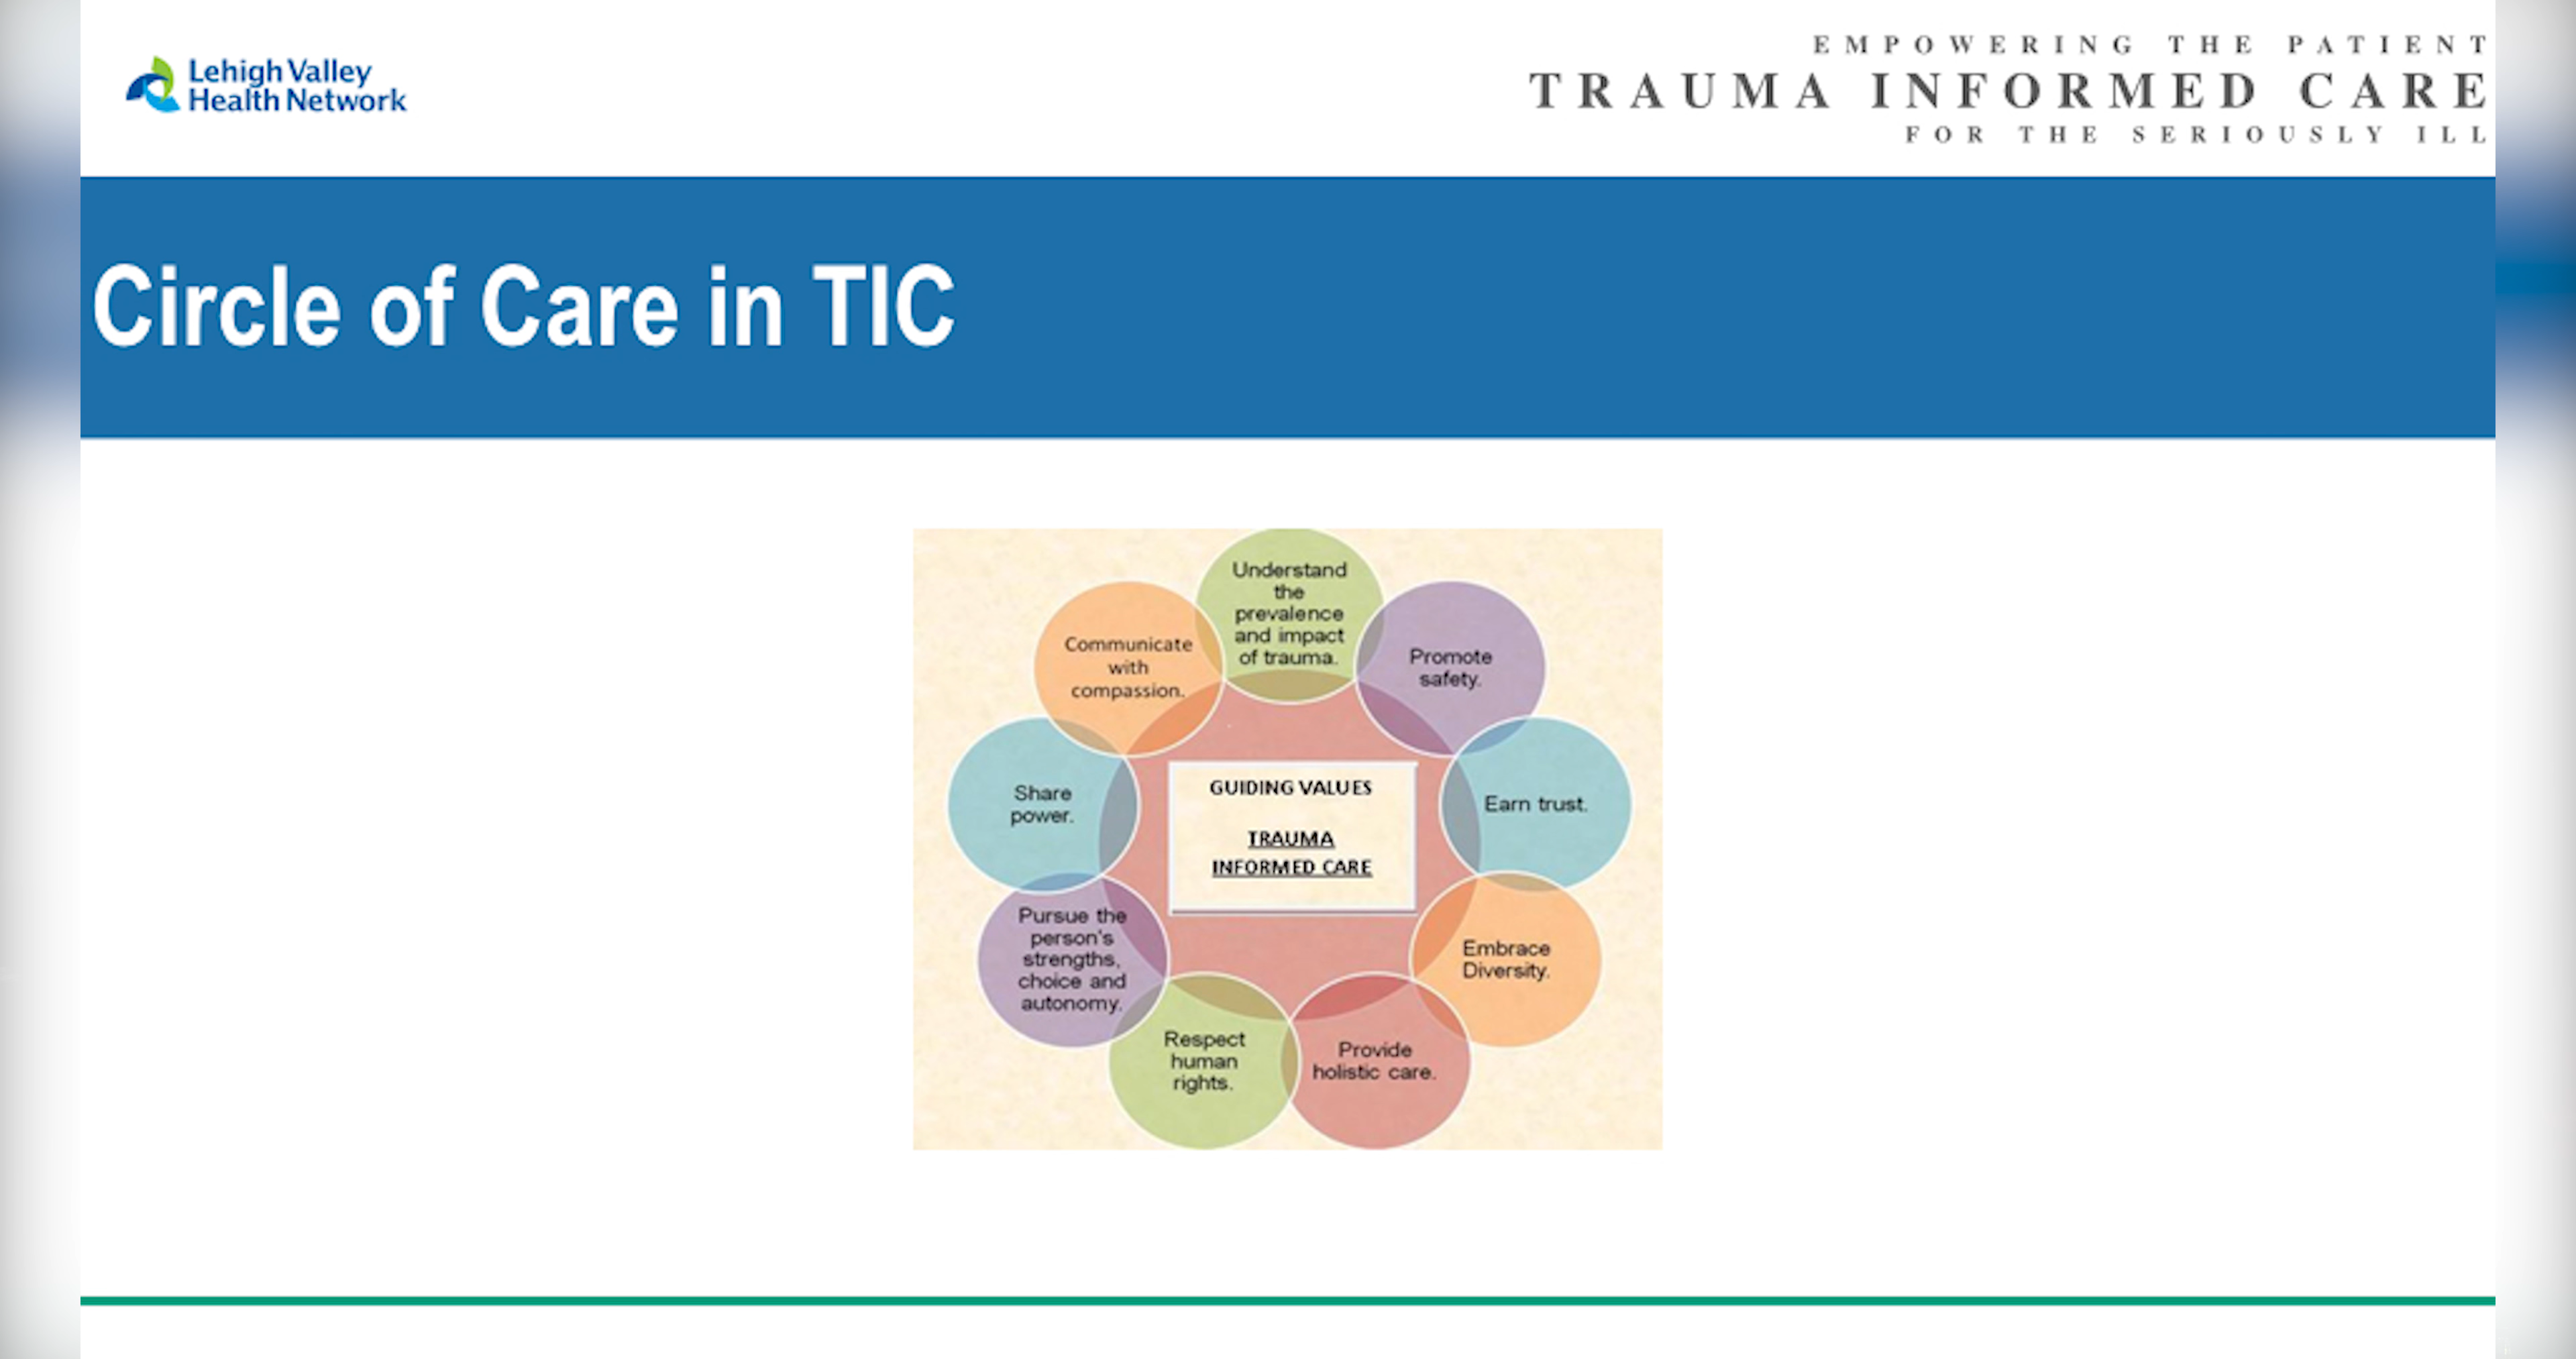 Lehigh Valley
Health Network
EMPOWERING THE PATIENT
TRAUMA INFORMED CARE
FOR THE SERIOUSLY ILL
Circle of Care in TIC
Understand
the
prevalence
and impact
of trauma.
Promote
safety.
Earn trust.
Embrace
Diversity.
Provide
holistic care.
Respect
human
rights.
Pursue the
person's
strengths,
choice and
autonomy.
Share
power.
Communicate
with
compassion.
GUIDING VALUES
TRAUMA
INFORMED CARE